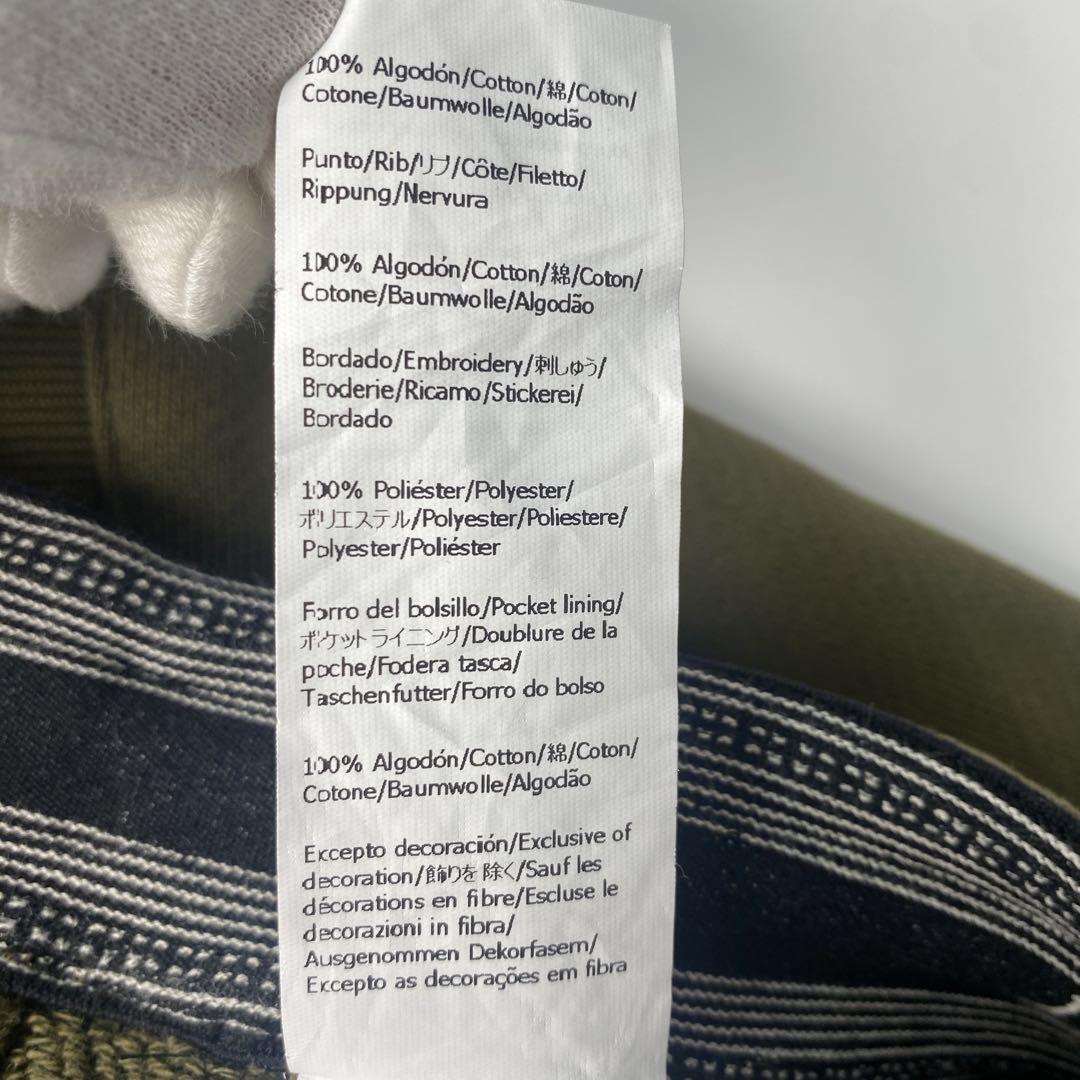 100% Algodón/Cotton/綿/Coton/
Cotone/Baumwolle/Algodão
Punto/Rib/リブ/Côte/Filetto/
Rippung/Nervura
100% Algodón/Cotton/綿/Coton/
Cotone/Baumwolle/Algodão
Bordado/Embroidery/刺しゅう/
Broderie/Ricamo/Stickerei/
Bordado
100% Poliéster/Polyester/
ポリエステル/Polyester/Poliestere/
Polyester/Poliéster
Forro del bolsillo/Pocket lining/
ポケットライニング/Doublure de la
poche/Fodera tasca/
Taschenfutter/Forro do bolso
100% Algodón/Cotton/綿/Coton/
Cotone/Baumwolle/Algodão
Excepto decoración/Exclusive of
decoration/飾りを除く/Sauf les
décorations en fibre/Escluse le
decorazioni in fibra/
Ausgenommen Dekorfasern/
Excepto as decorações em fibra